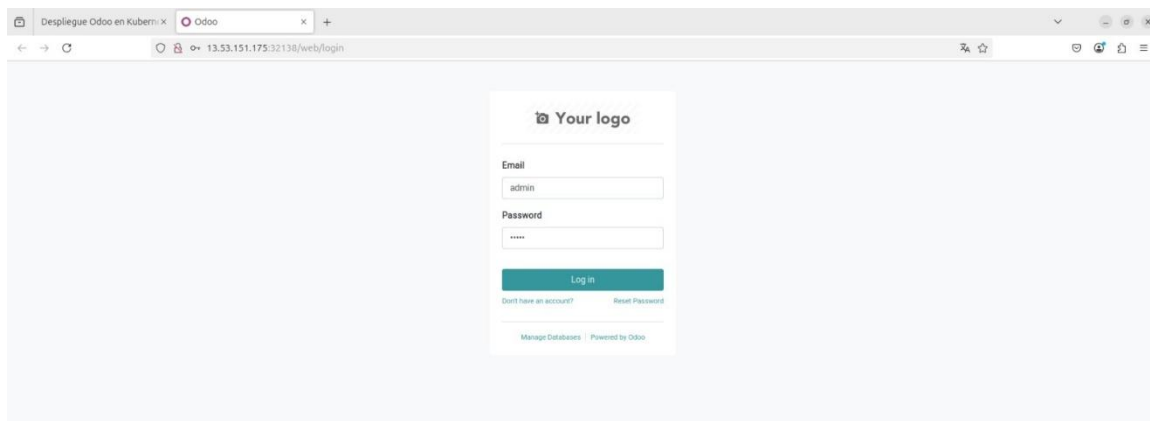 Despliegue Odoo en Kubern
Odoo
13.53.151.175:32138/web/login
Your logo
Email
admin
Password
•••••
Log in
Don't have an account? Reset Password
Manage Databases | Powered by Odoo